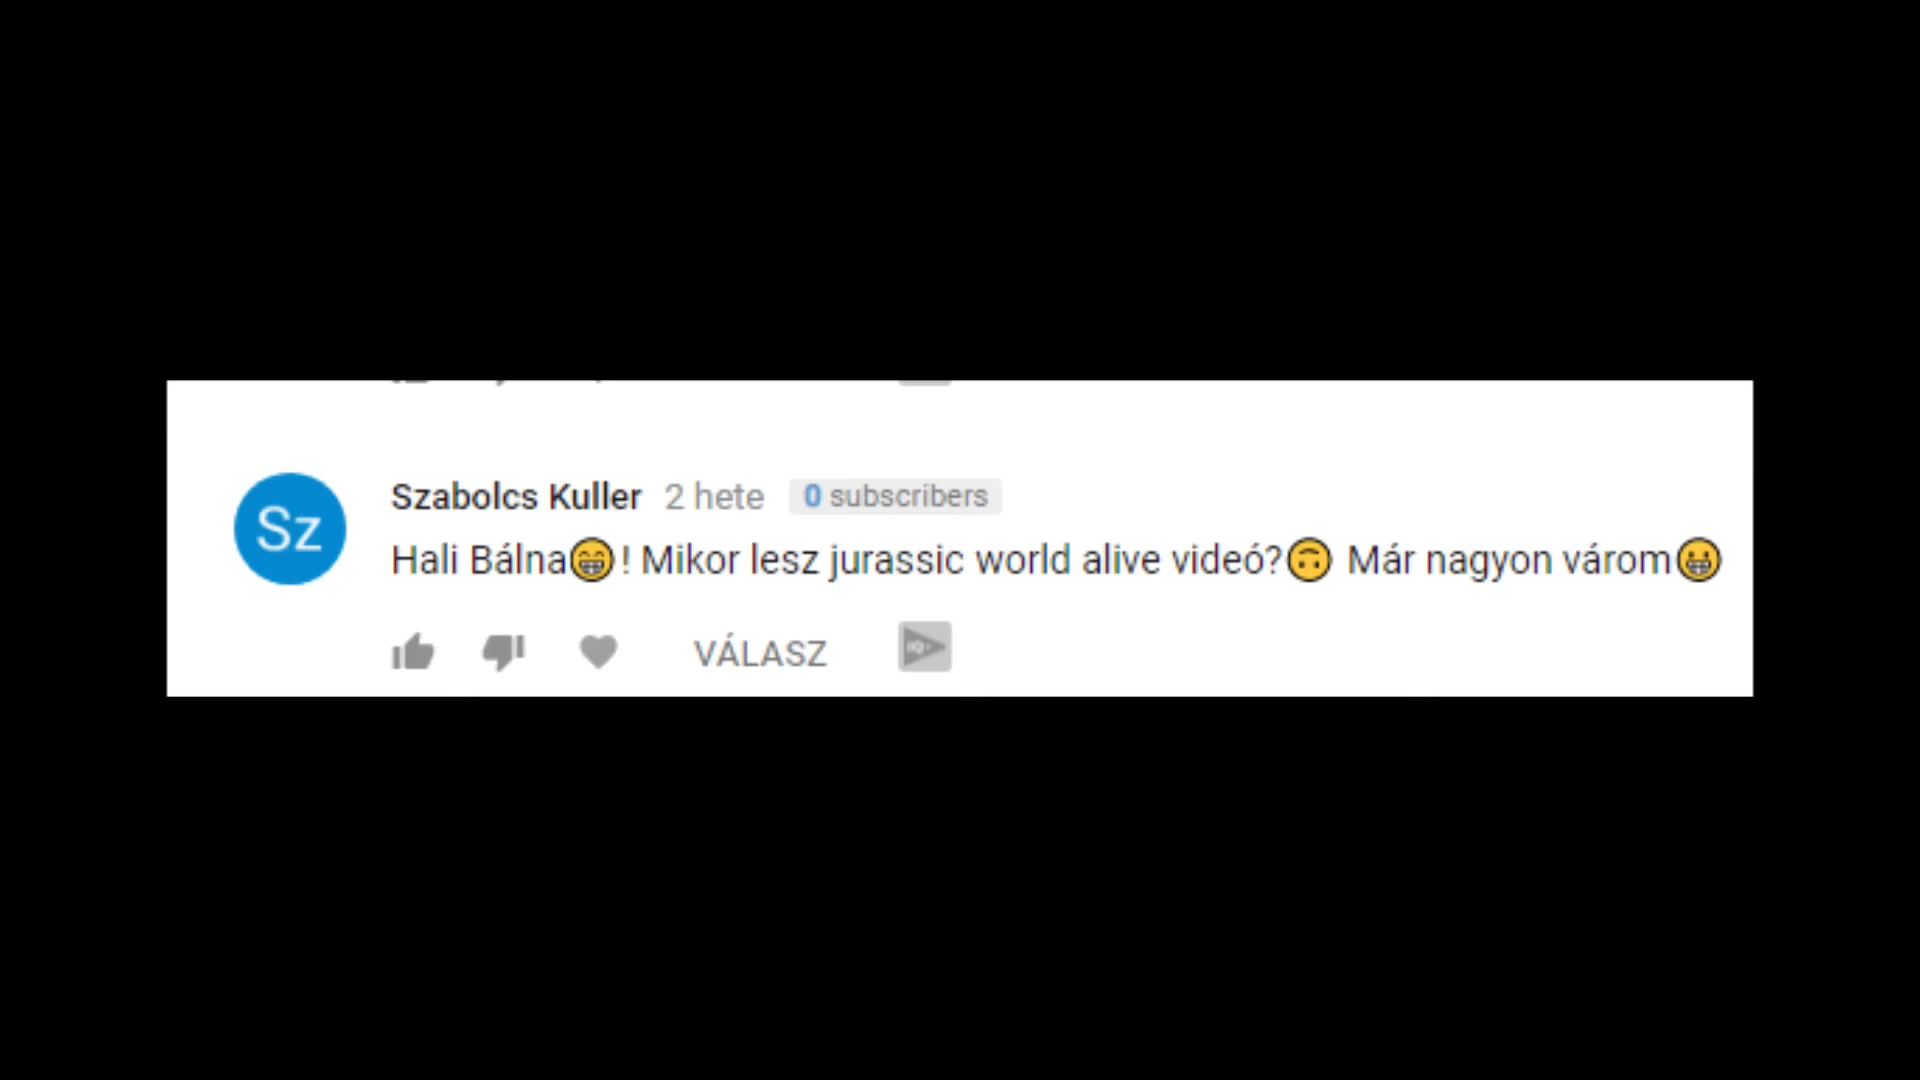 Sz
Szabolcs Kuller 2 hete 0 subscribers
Hali Bálna😁! Mikor lesz jurassic world alive videó?🙃 Már nagyon várom😀
VÁLASZ